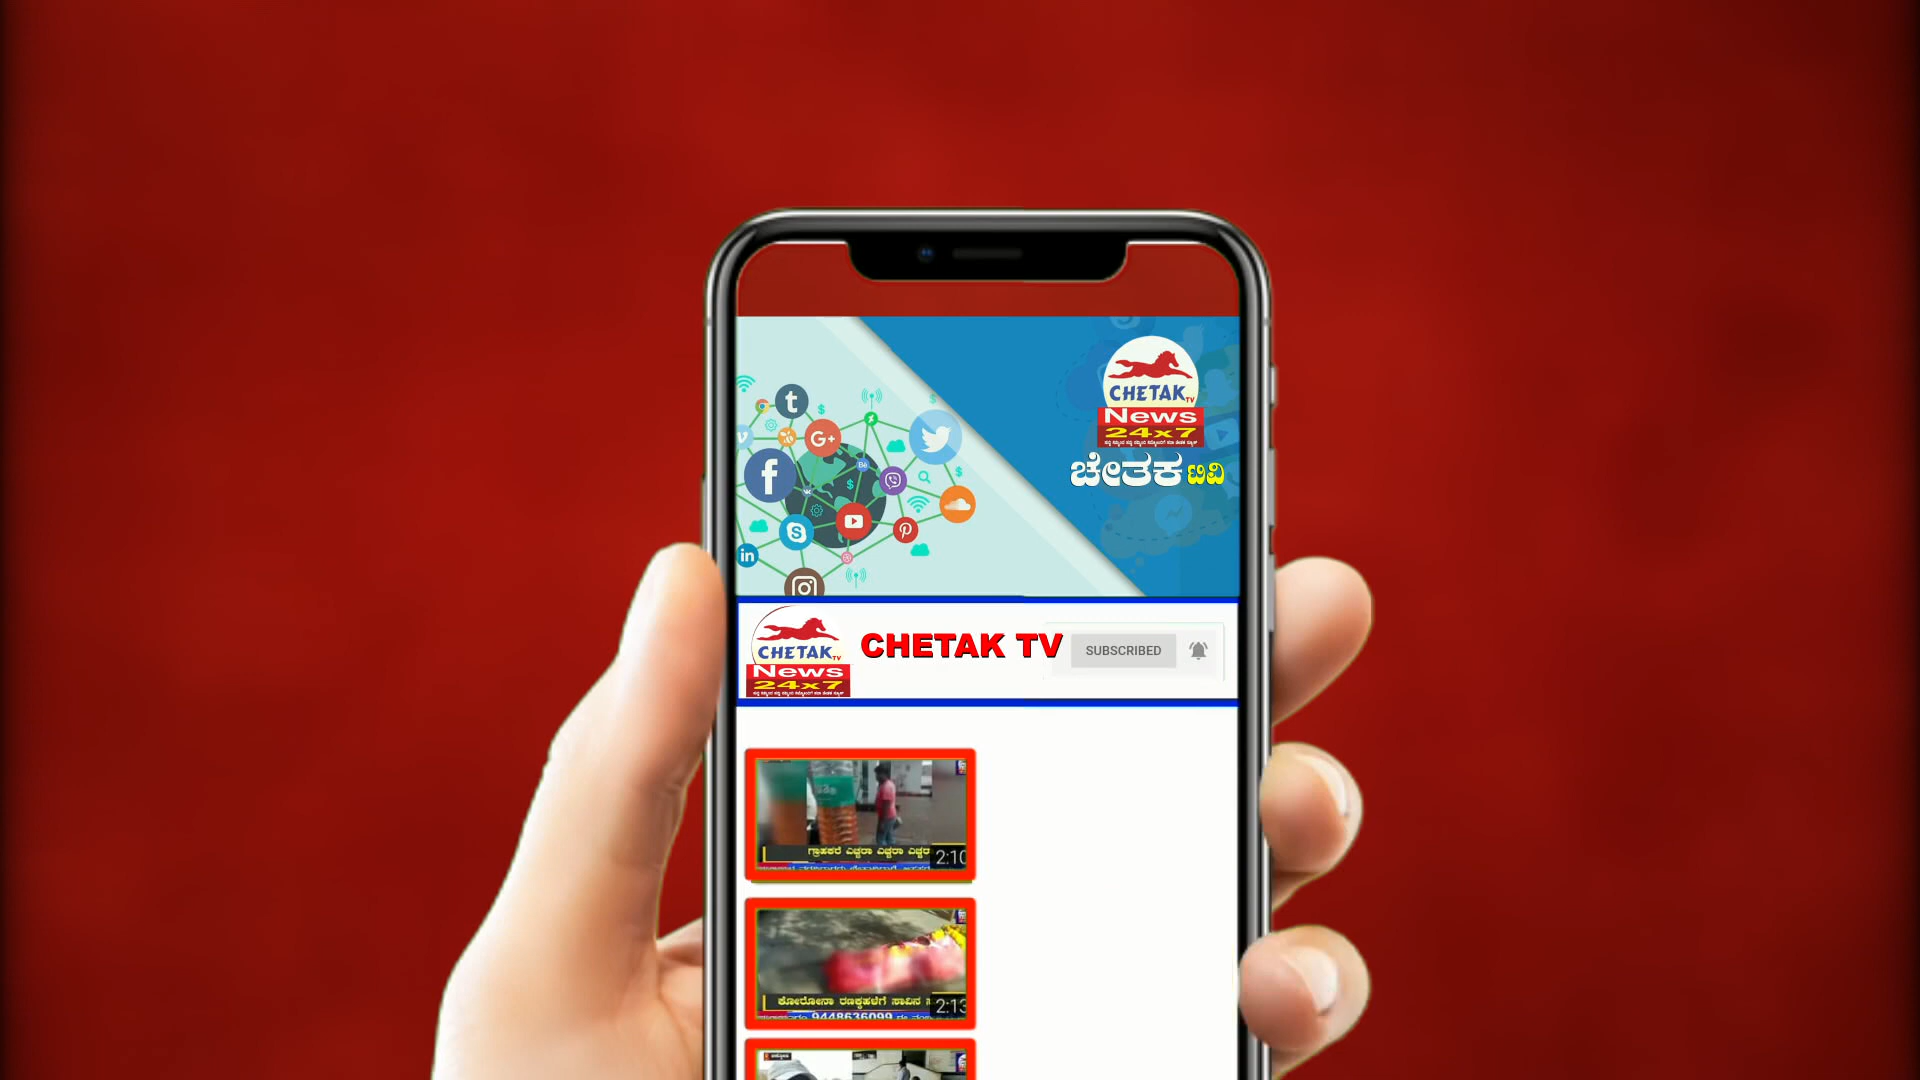 CHETAK TV
News
24x7
ಚೇತಕ ಟಿವಿ
CHETAK TV
News
24x7
CHETAK TV
SUBSCRIBED
ಗ್ರಾಹಕರೆ ಎಚ್ಚರಾ ಎಚ್ಚರಾ ಎಚ್ಚರ
2:10
ಕೋರೋನಾ ರಣಕ್ಕಹಳೆಗೆ ಸಾವಿನ
2:13
9448636099